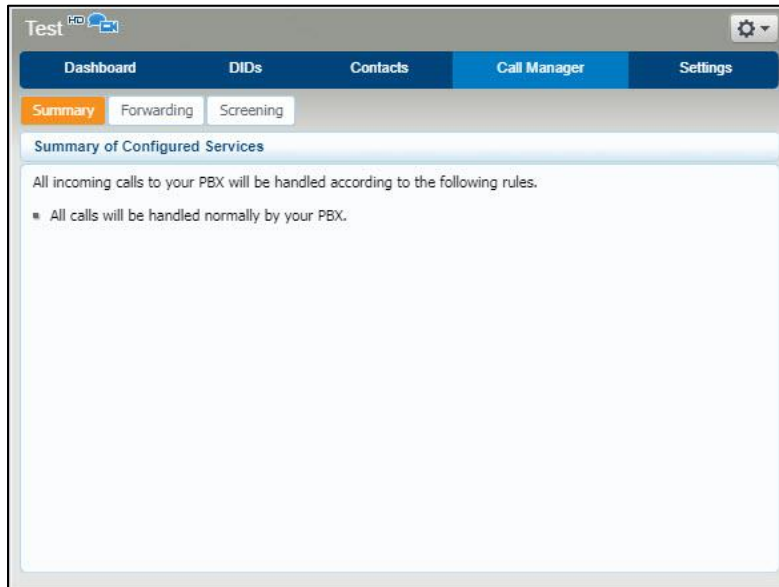 Test HD
Dashboard DIDs Contacts Call Manager Settings
Summary Forwarding Screening
Summary of Configured Services
All incoming calls to your PBX will be handled according to the following rules.
All calls will be handled normally by your PBX.